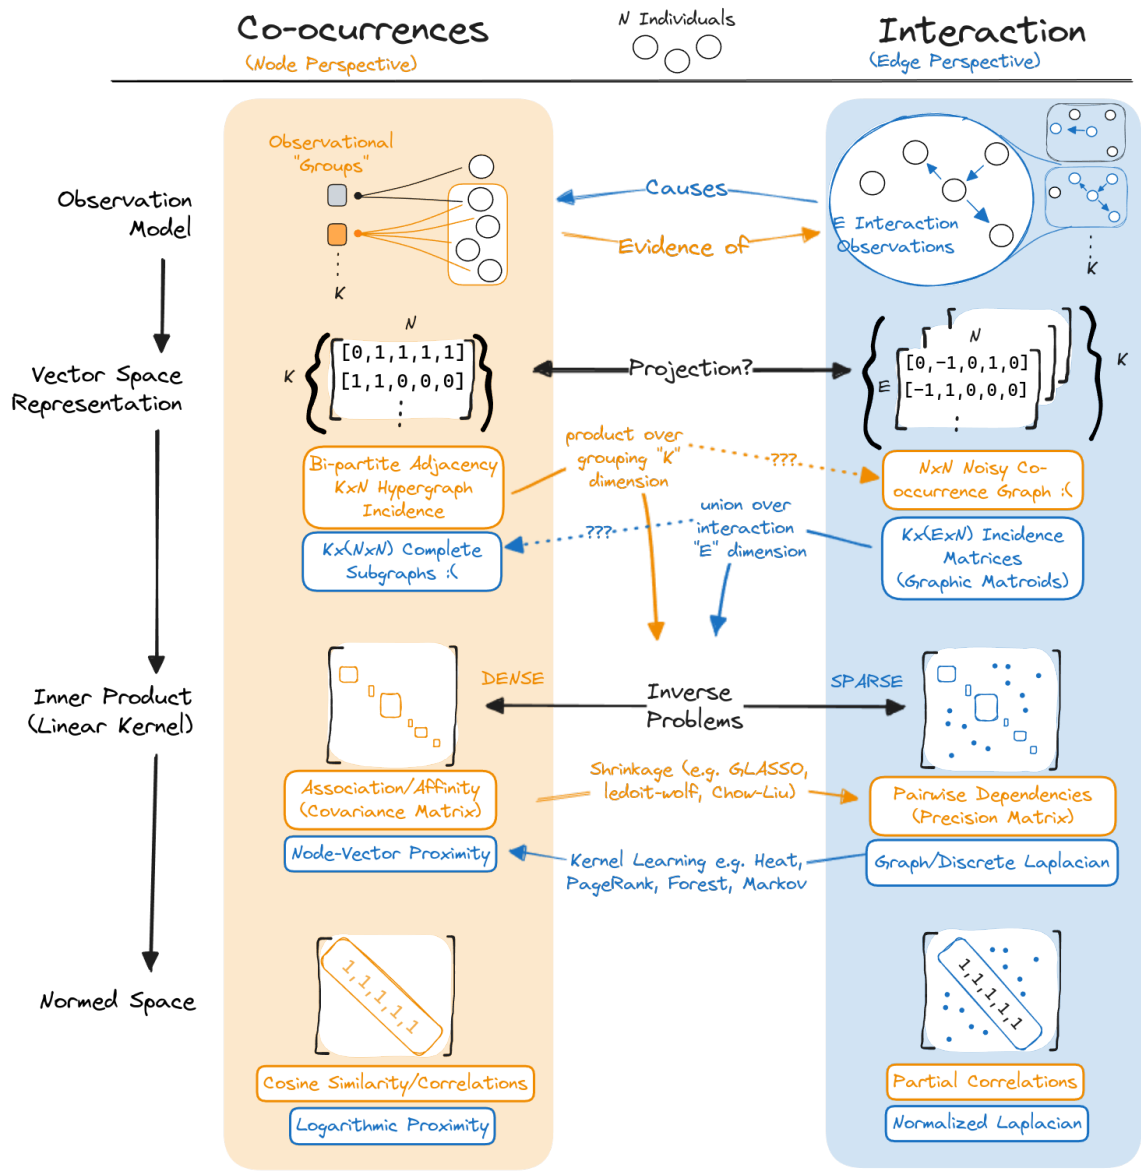 Co-ocurrences
(Node Perspective)
N Individuals
Interaction
(Edge Perspective)
Observation
Model
Observational
"Groups"
K
Causes
Evidence of
E Interaction
Observations
K
Vector Space
Representation
N
K
[0,1,1,1,1]
[1,1,0,0,0]
Projection?
N
E
[0,-1,0,1,0]
[-1,1,0,0,0]
K
Bi-partite Adjacency
KxN Hypergraph
Incidence
Kx(NxN) Complete
Subgraphs :(
product over
grouping "K"
dimension
???
union over
interaction
"E" dimension
???
NxN Noisy Co-
occurrence Graph :(
Kx(ExN) Incidence
Matrices
(Graphic Matroids)
Inner Product
(Linear Kernel)
DENSE
Inverse
Problems
SPARSE
Association/Affinity
(Covariance Matrix)
Node-Vector Proximity
Shrinkage (e.g. GLASSO,
ledoit-wolf, Chow-Liu)
Kernel Learning e.g. Heat,
PageRank, Forest, Markov
Pairwise Dependencies
(Precision Matrix)
Graph/Discrete Laplacian
Normed Space
1,1,1,1,1
1,1,1,1,1
Cosine Similarity/Correlations
Logarithmic Proximity
Partial Correlations
Normalized Laplacian